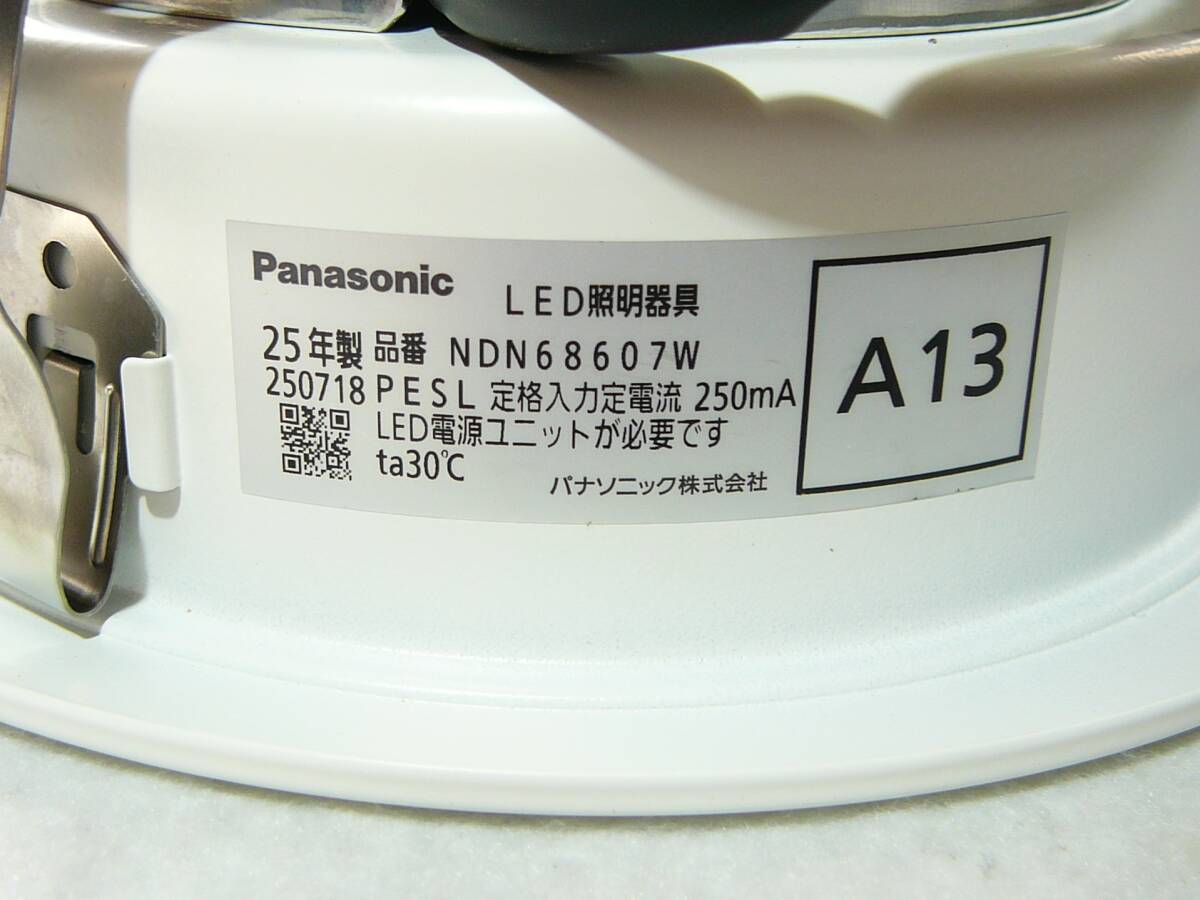 Panasonic
LED照明器具
25年製 品番 NDN68607W
250718 PESL 定格入力定電流 250mA
LED電源ユニットが必要です
ta30℃
パナソニック株式会社
A13